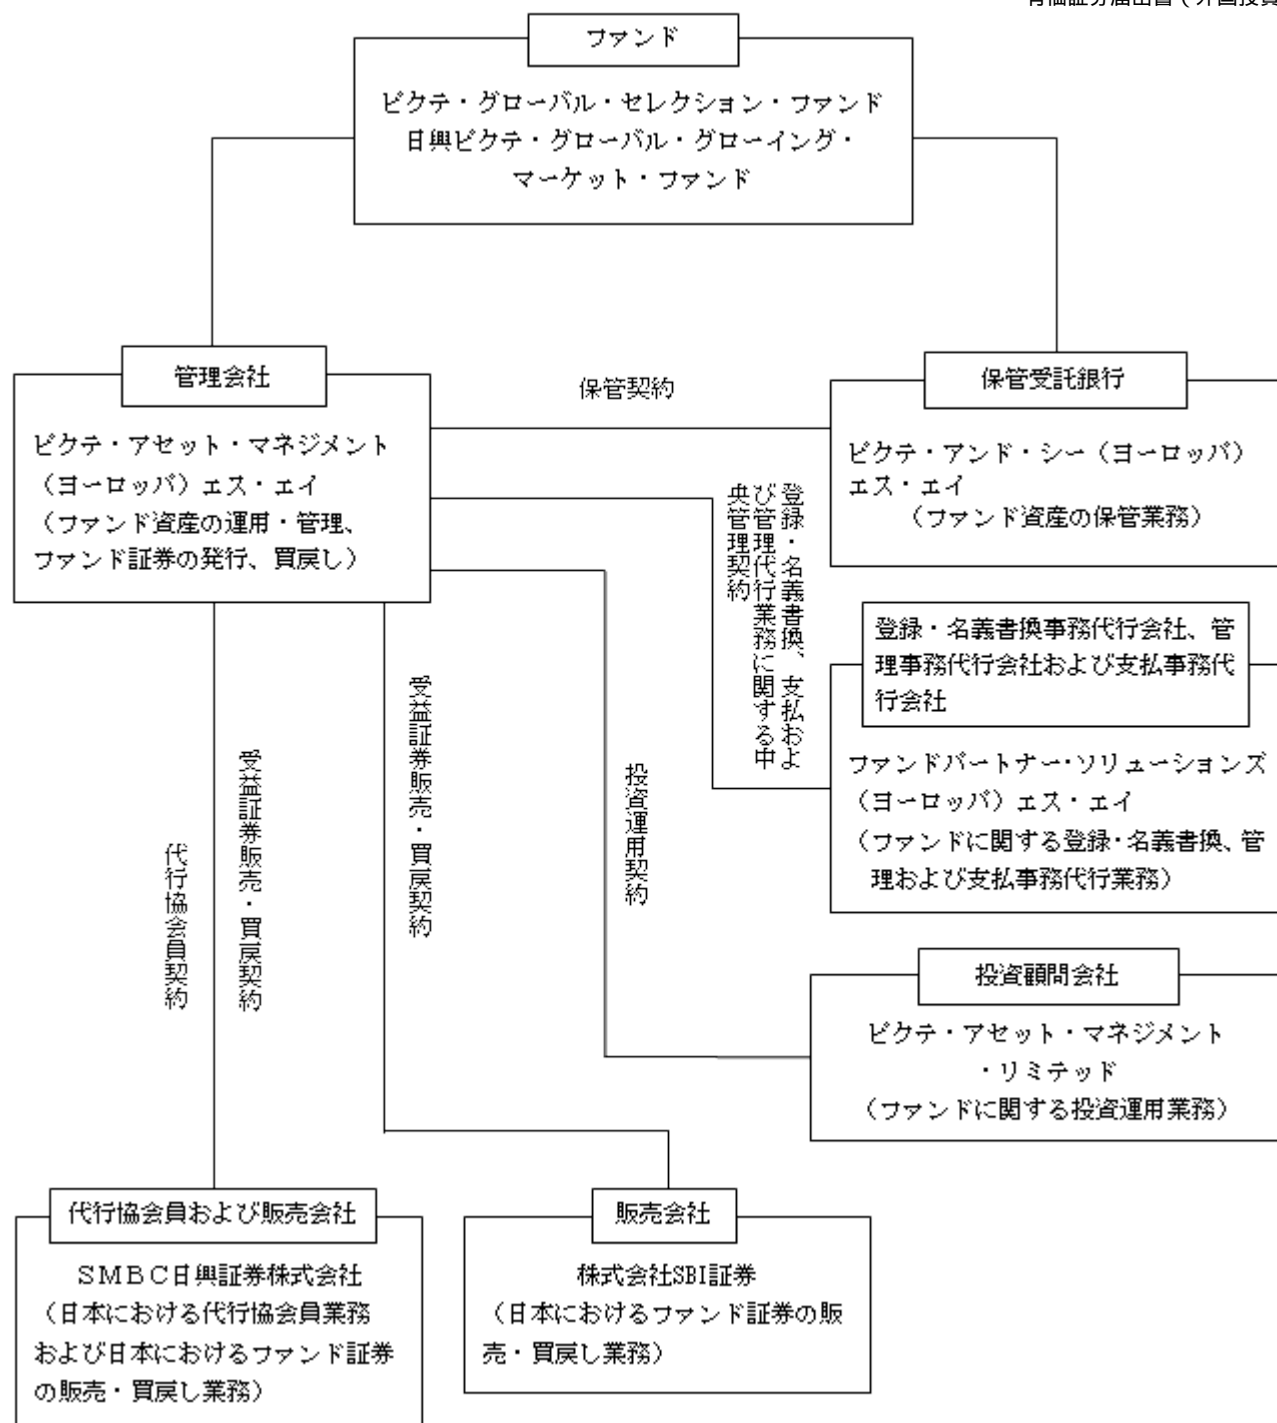 有価証券届出書（外国投資
ファンド
ピクテ・グローバル・セレクション・ファンド
日興ピクテ・グローバル・グローイング・
マーケット・ファンド
管理会社
ピクテ・アセット・マネジメント
（ヨーロッパ）エス・エイ
（ファンド資産の運用・管理、
ファンド証券の発行、買戻し）
保管契約
保管受託銀行
ピクテ・アンド・シー（ヨーロッパ）
エス・エイ
（ファンド資産の保管業務）
登録・名義書換、支払およ
び管理代行業務に関する中
央管理契約
登録・名義書換事務代行会社、管
理事務代行会社および支払事務代
行会社
ファンドパートナー・ソリューションズ
（ヨーロッパ）エス・エイ
（ファンドに関する登録・名義書換、管
理および支払事務代行業務）
代行協会員契約
受益証券販売・買戻契約
受益証券販売・買戻契約
投資運用契約
投資顧問会社
ピクテ・アセット・マネジメント
・リミテッド
（ファンドに関する投資運用業務）
代行協会員および販売会社
ＳＭＢＣ日興証券株式会社
（日本における代行協会員業務
および日本におけるファンド証券
の販売・買戻し業務）
販売会社
株式会社SBI証券
（日本におけるファンド証券の販
売・買戻し業務）